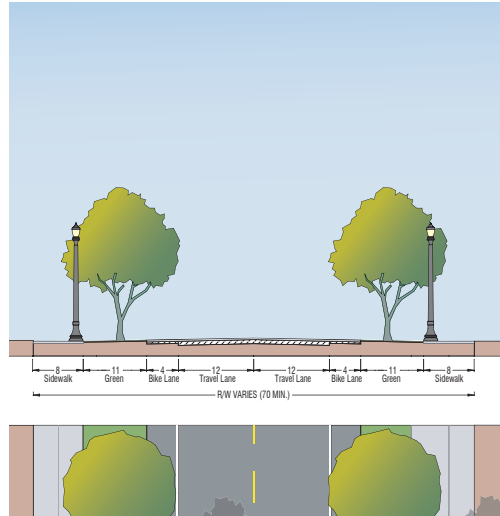 8 11 4 12 12 4 11 8
Sidewalk Green Bike Lane Travel Lane Travel Lane Bike Lane Green Sidewalk
R/W VARIES (70 MIN.)